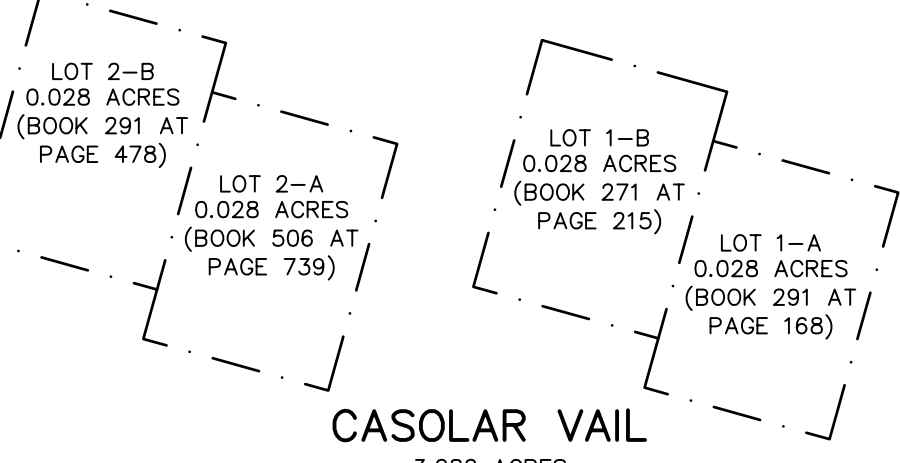 LOT 2-B
0.028 ACRES
(BOOK 291 AT
PAGE 478)
LOT 2-A
0.028 ACRES
(BOOK 506 AT
PAGE 739)
LOT 1-B
0.028 ACRES
(BOOK 271 AT
PAGE 215)
LOT 1-A
0.028 ACRES
(BOOK 291 AT
PAGE 168)
CASOLAR VAIL
ACRES